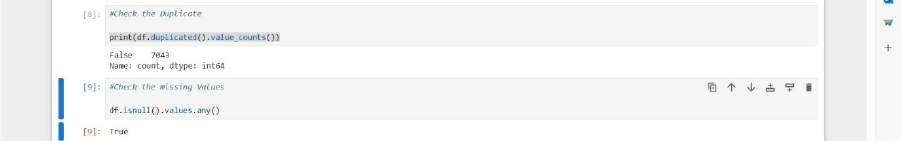 [8]: #Check the Duplicate
print(df.duplicated().value_counts())
False    7043
Name: count, dtype: int64
[9]: #Check the missing Values
df.isnull().values.any()
[9]: True